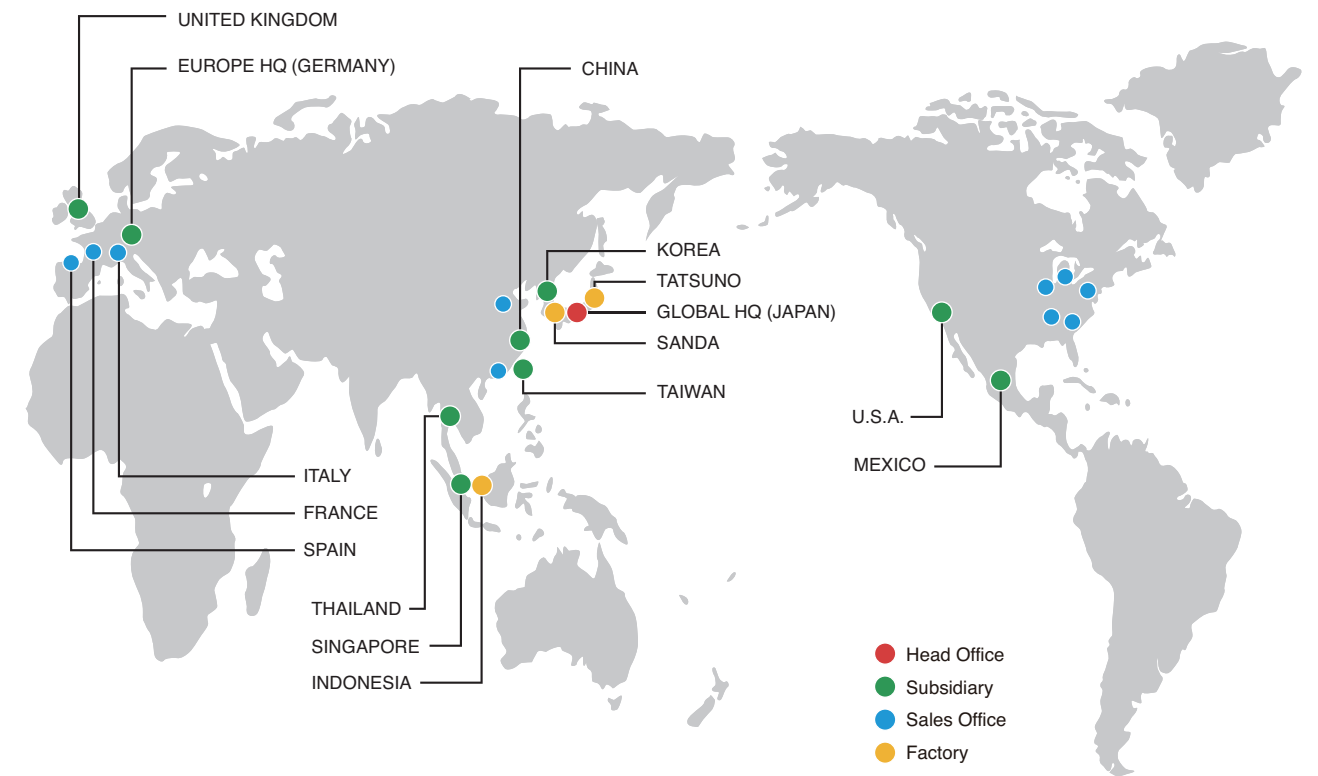 UNITED KINGDOM
EUROPE HQ (GERMANY)
CHINA
KOREA
TATSUNO
GLOBAL HQ (JAPAN)
SANDA
TAIWAN
U.S.A.
MEXICO
ITALY
FRANCE
SPAIN
THAILAND
SINGAPORE
INDONESIA
Head Office
Subsidiary
Sales Office
Factory